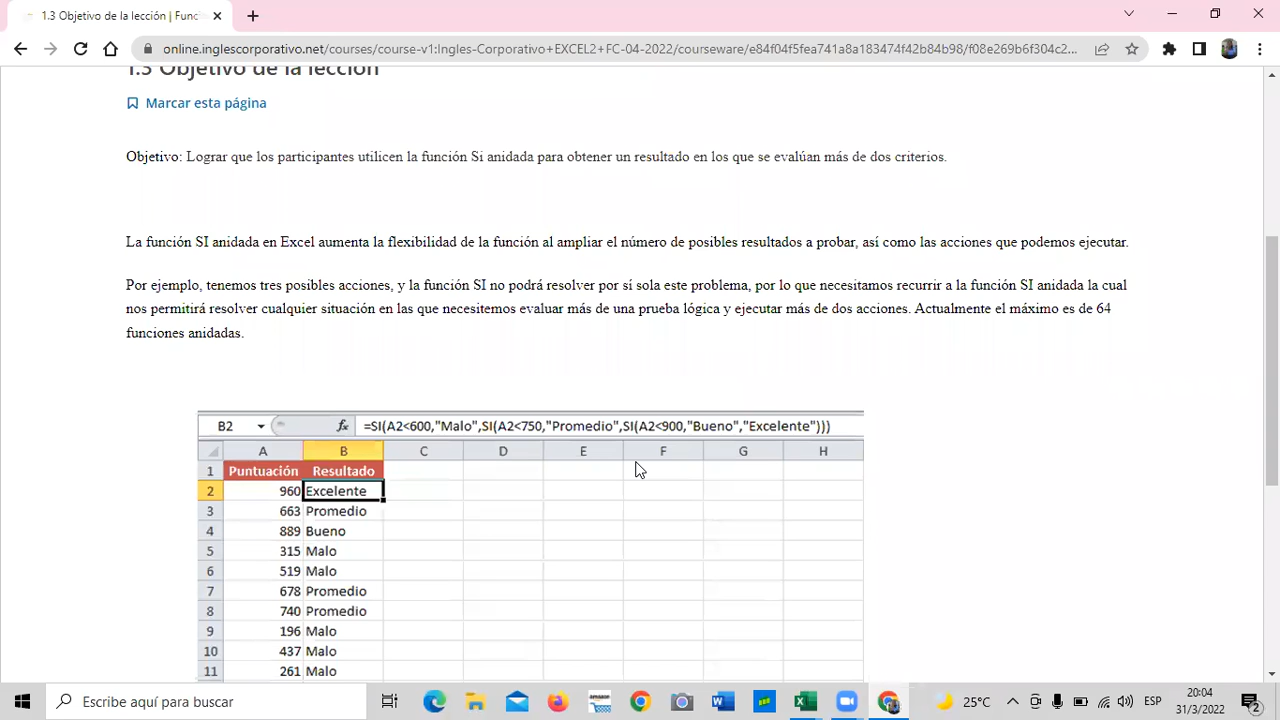 1.3 Objetivo de la lección | Func
online.inglescorporativo.net/courses/course-v1:Ingles-Corporativo+EXCEL2+FC-04-2022/courseware/e84f04f5fea741a8a183474f42b84b98/f08e269b6f304c2...
1.3 Objetivo de la lección
Marcar esta página
Objetivo: Lograr que los participantes utilicen la función Si anidada para obtener un resultado en los que se evalúan más de dos criterios.
La función SI anidada en Excel aumenta la flexibilidad de la función al ampliar el número de posibles resultados a probar, así como las acciones que podemos ejecutar.
Por ejemplo, tenemos tres posibles acciones, y la función SI no podrá resolver por sí sola este problema, por lo que necesitamos recurrir a la función SI anidada la cual
nos permitirá resolver cualquier situación en las que necesitemos evaluar más de una prueba lógica y ejecutar más de dos acciones. Actualmente el máximo es de 64
funciones anidadas.
B2 fx =SI(A2<600,"Malo",SI(A2<750,"Promedio",SI(A2<900,"Bueno","Excelente")))
A B C D E F G H
1 Puntuación Resultado
2 960 Excelente
3 663 Promedio
4 889 Bueno
5 315 Malo
6 519 Malo
7 678 Promedio
8 740 Promedio
9 196 Malo
10 437 Malo
11 261 Malo
Escribe aquí para buscar
amazon
25°C
ESP
20:04
31/3/2022
2